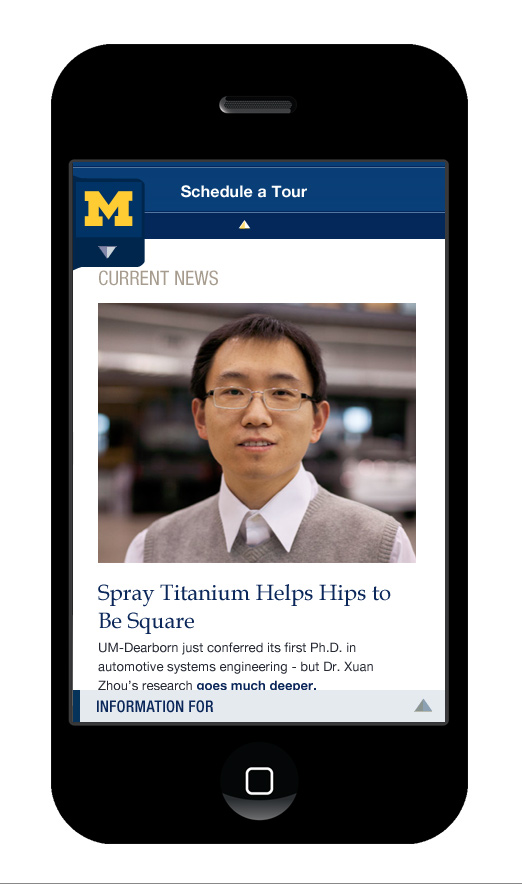 Schedule a Tour
M
CURRENT NEWS
Spray Titanium Helps Hips to
Be Square
UM-Dearborn just conferred its first Ph.D. in
automotive systems engineering - but Dr. Xuan
Zhou's research goes much deeper.
INFORMATION FOR